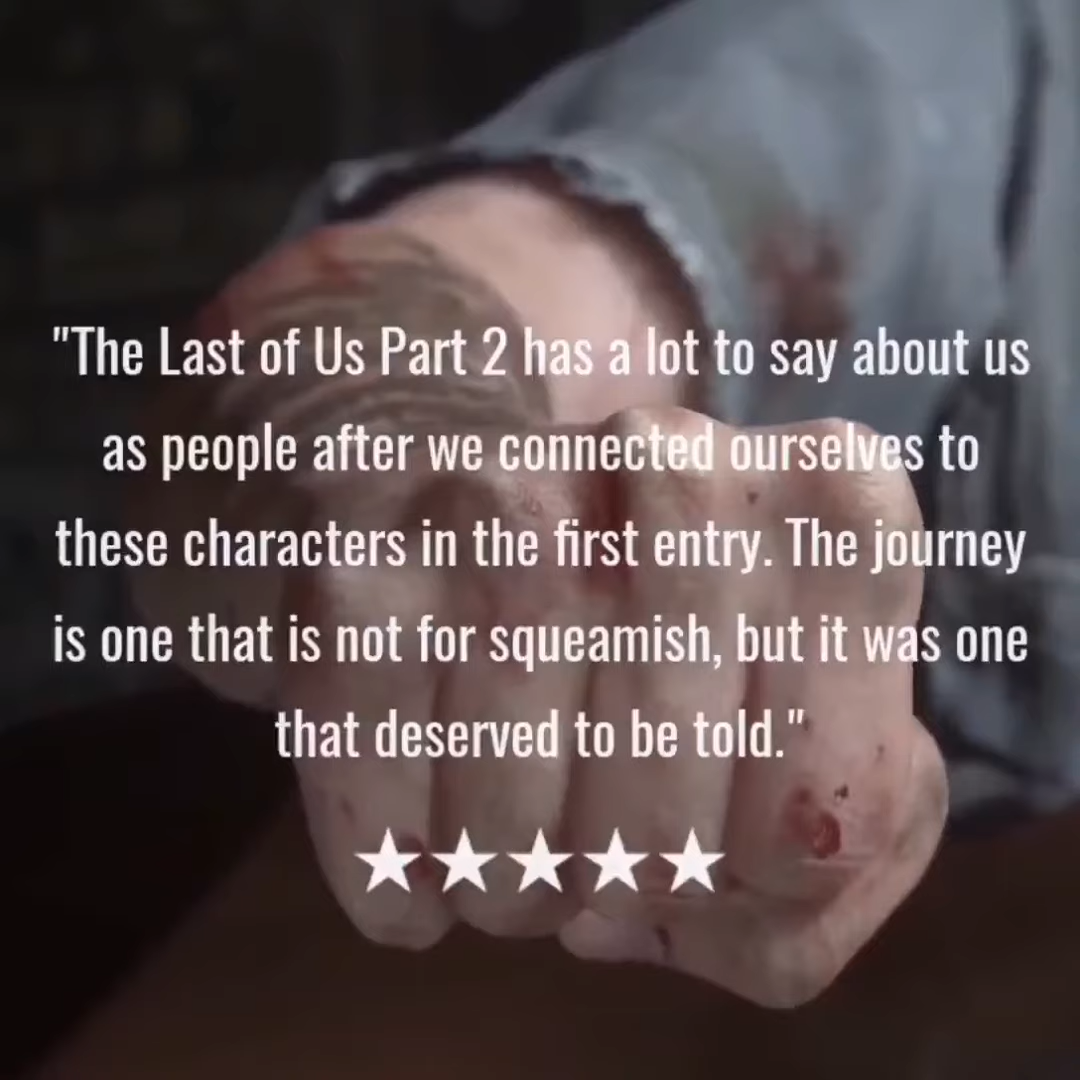 "The Last of Us Part 2 has a lot to say about us
as people after we connected ourselves to
these characters in the first entry. The journey
is one that is not for squeamish, but it was one
that deserved to be told."
★★★★★